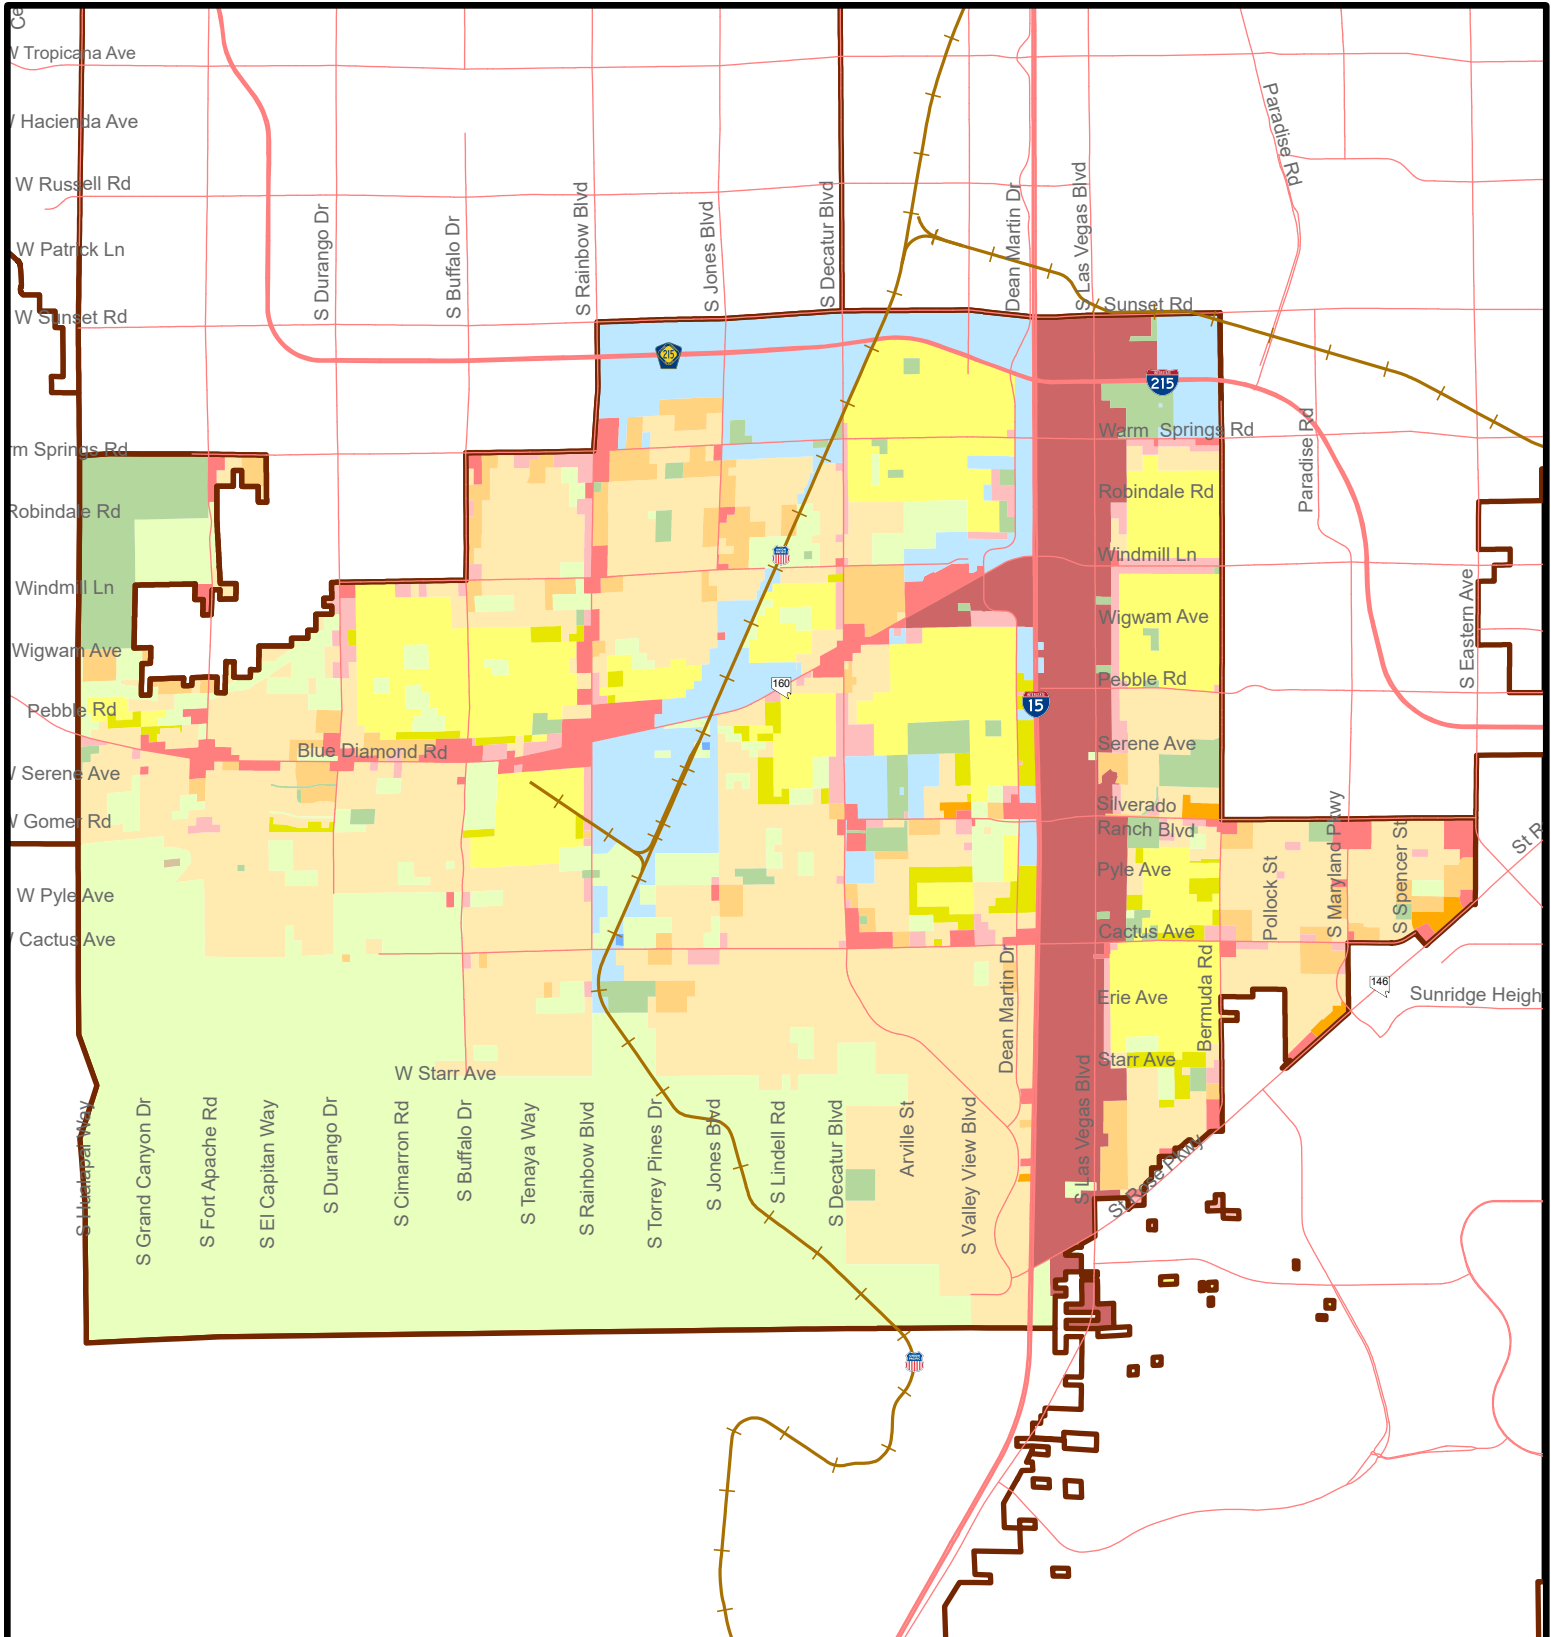 Ce
W Tropicana Ave
W Hacienda Ave
Paradise Rd
W Russell Rd
S Durango Dr
S Buffalo Dr
S Rainbow Blvd
S Jones Blvd
S Decatur Blvd
Dean Martin Dr
S Las Vegas Blvd
W Patrick Ln
W Sunset Rd
Sunset Rd
215
215
rm Springs Rd
Warm Springs Rd
Paradise Rd
Robindale Rd
Robindale Rd
Windmill Ln
Windmill Ln
Wigwam Ave
Wigwam Ave
S Eastern Ave
160
15
Pebble Rd
Pebble Rd
Blue Diamond Rd
Serene Ave
W Serene Ave
Silverado
Ranch Blvd
W Gomer Rd
St R
Pyle Ave
Pollock St
S Maryland Pkwy
S Spencer St
W Pyle Ave
Cactus Ave
W Cactus Ave
Dean Martin Dr
Bermuda Rd
146
Erie Ave
Sunridge Heigh
Starr Ave
W Starr Ave
S Hualapai Way
S Grand Canyon Dr
S Fort Apache Rd
S El Capitan Way
S Durango Dr
S Cimarron Rd
S Buffalo Dr
S Tenaya Way
S Rainbow Blvd
S Torrey Pines Dr
S Jones Blvd
S Lindell Rd
S Decatur Blvd
Arville St
S Valley View Blvd
S Las Vegas Blvd
St Rose Pkwy